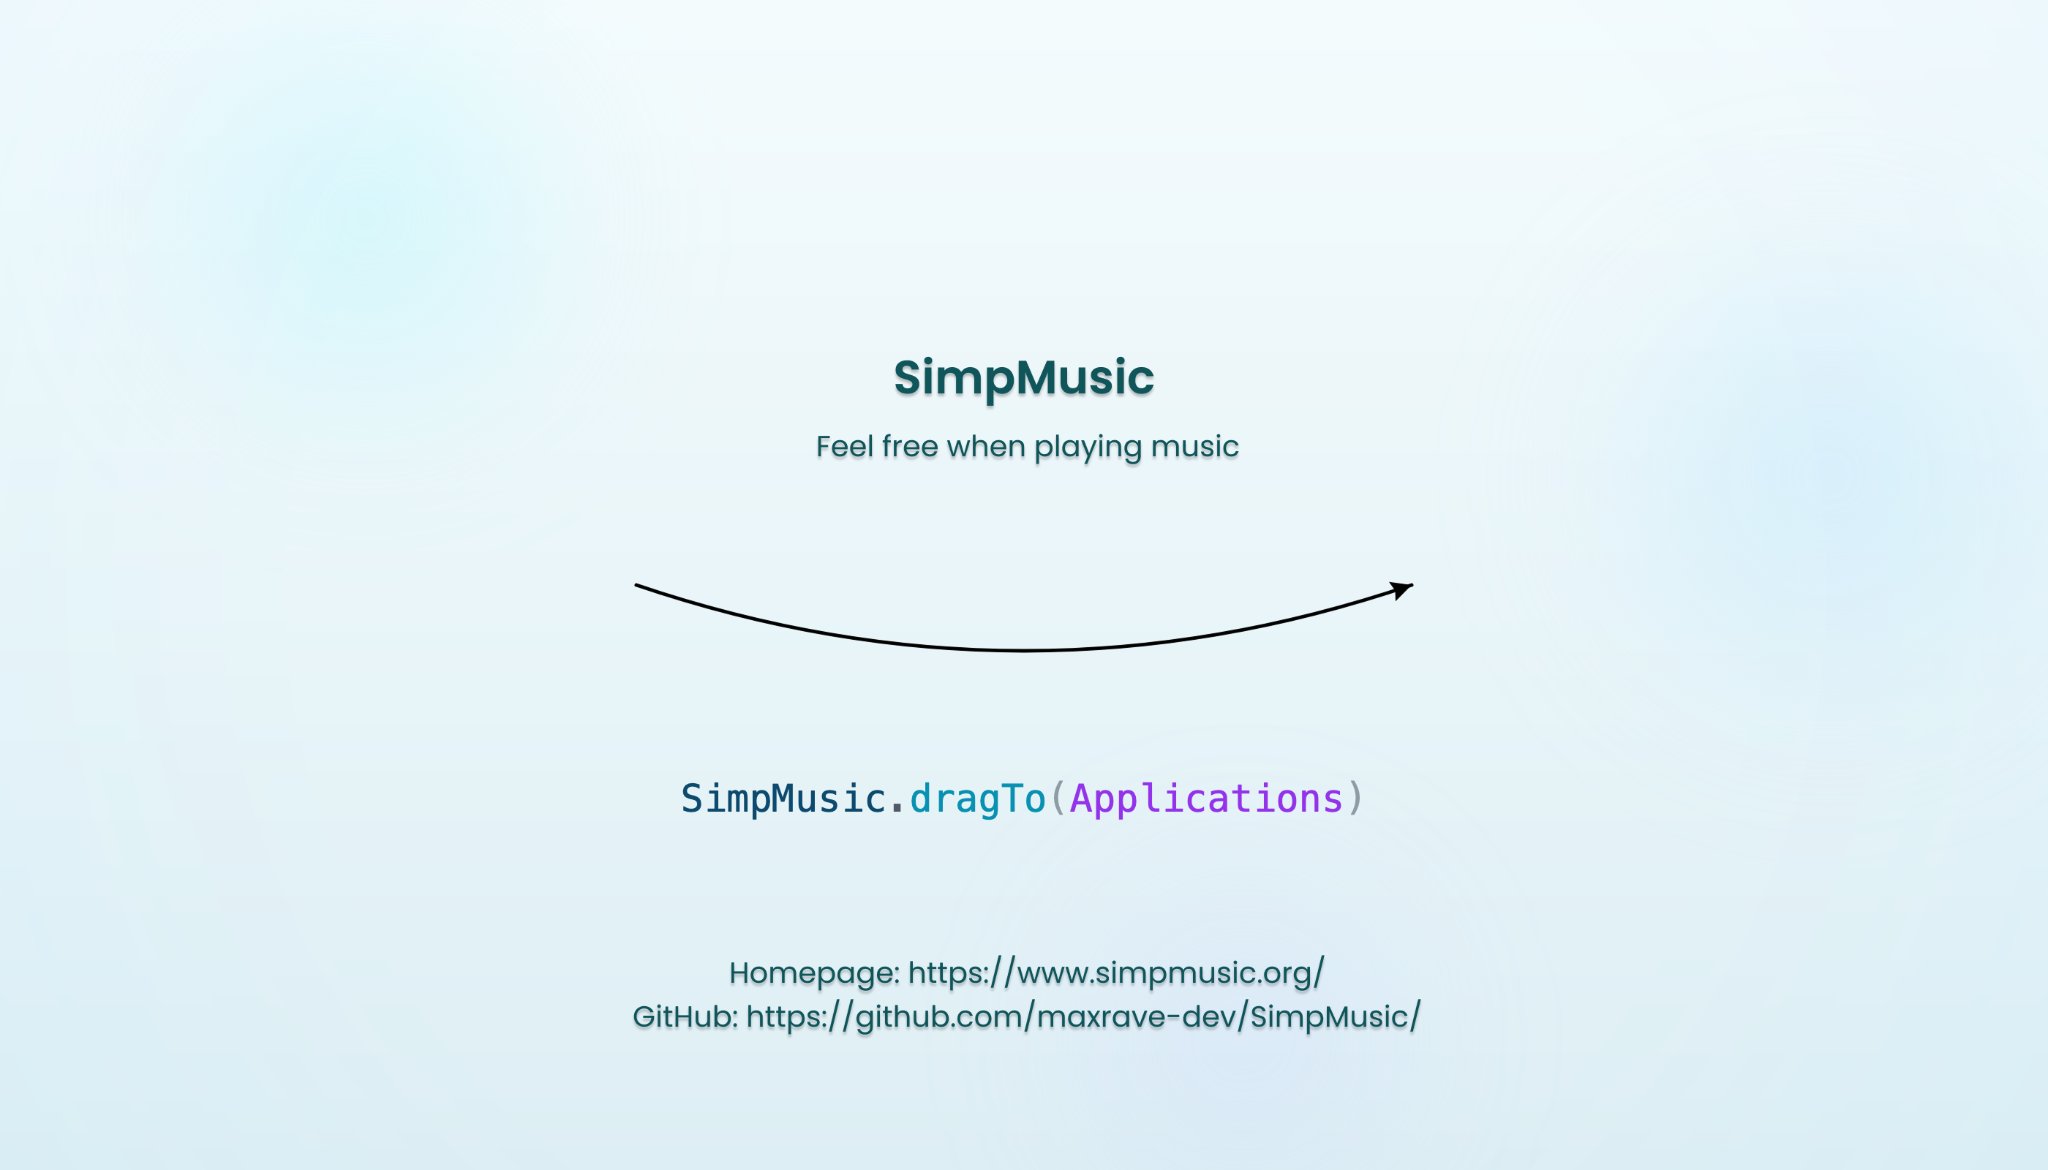 SimpMusic
Feel free when playing music
SimpMusic.dragTo(Applications)
Homepage: https://www.simpmusic.org/
GitHub: https://github.com/maxrave-dev/SimpMusic/